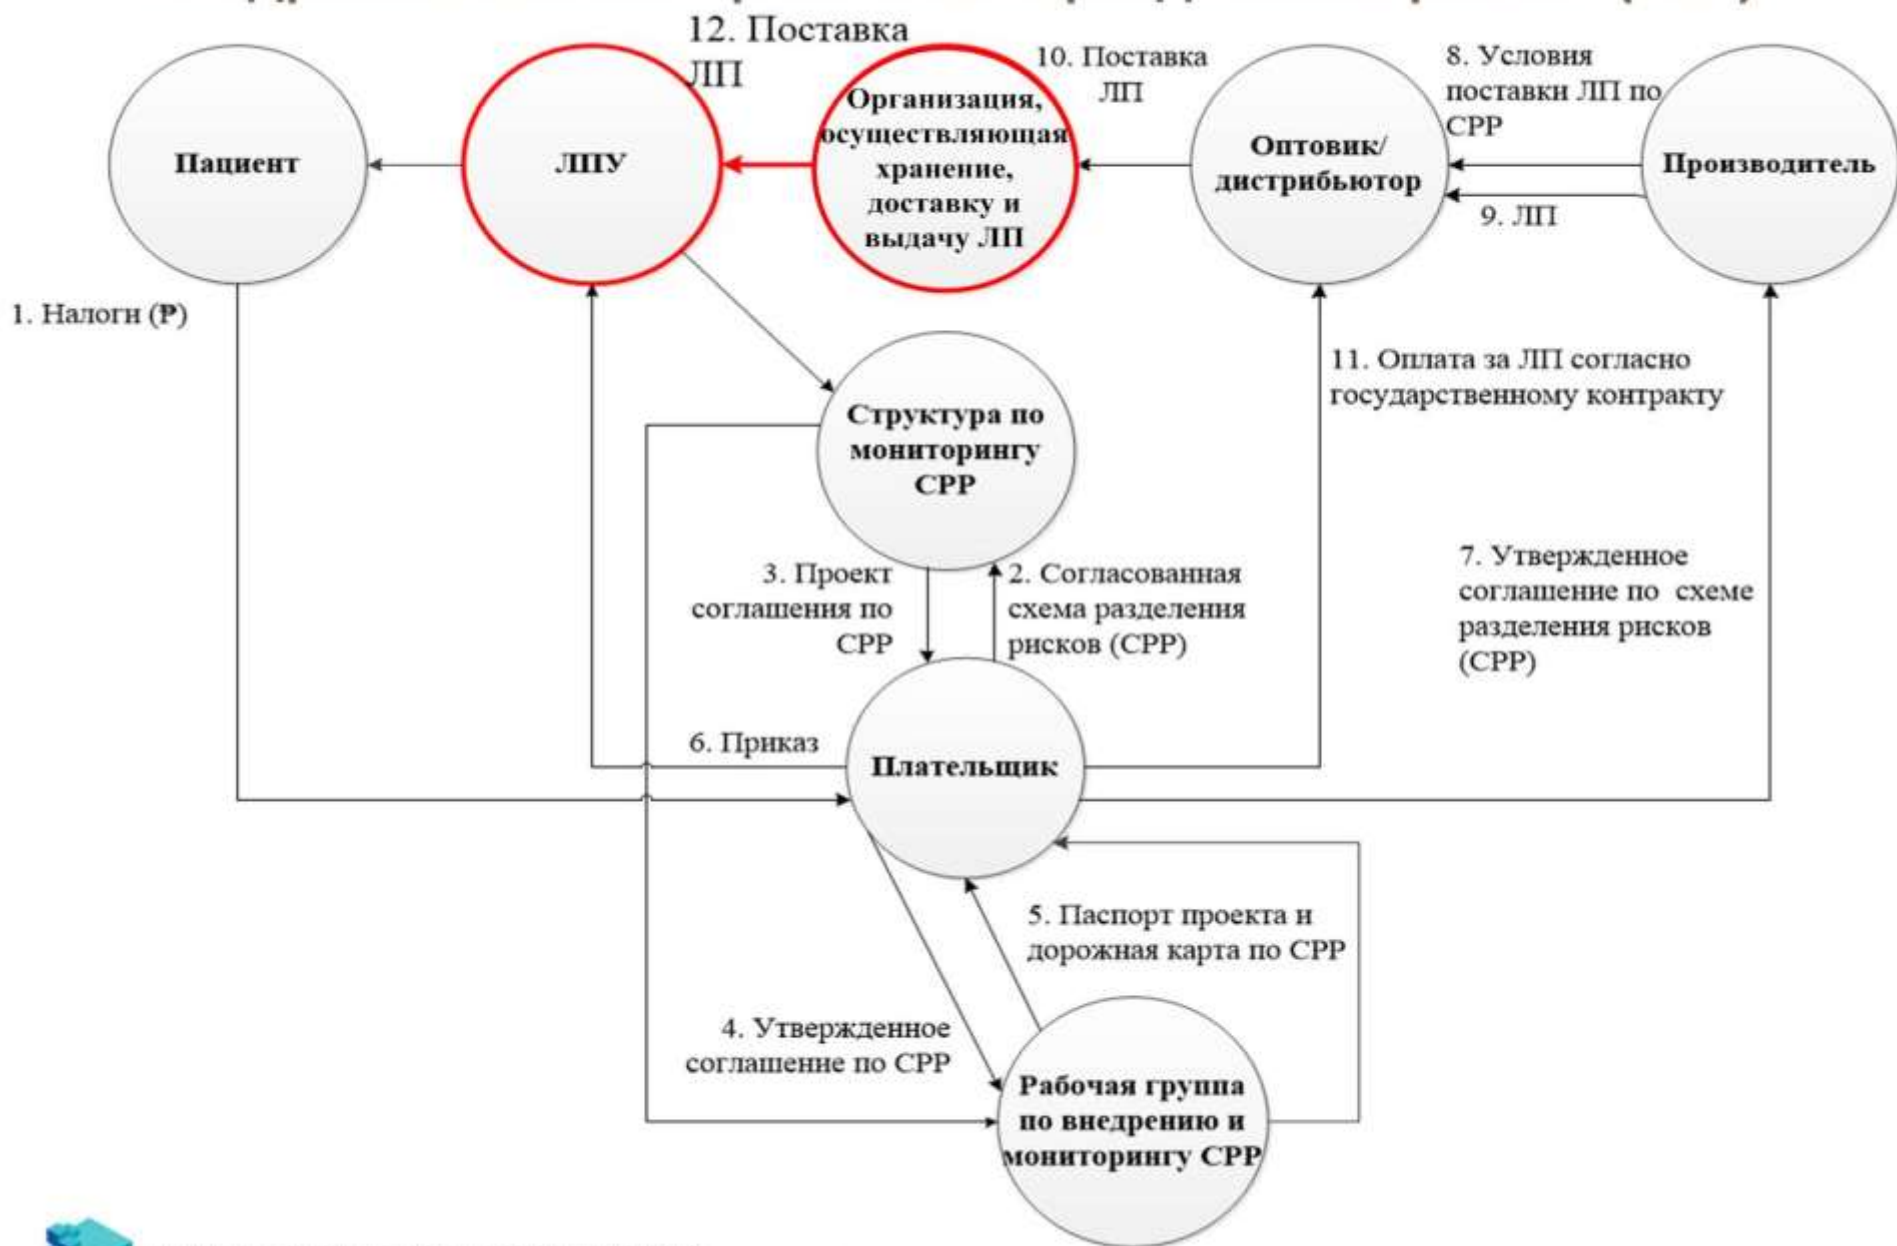 12. Поставка
ЛП
10. Поставка
ЛП
8. Условия
поставки ЛП по
СРР
Пациент
ЛПУ
Организация,
осуществляющая
хранение,
доставку и
выдачу ЛП
Оптовик/
дистрибьютор
Производитель
9. ЛП
1. Налоги (₽)
11. Оплата за ЛП согласно
государственному контракту
Структура по
мониторингу
СРР
3. Проект
соглашения по
СРР
2. Согласованная
схема разделения
рисков (СРР)
7. Утвержденное
соглашение по схеме
разделения рисков
(СРР)
6. Приказ
Плательщик
5. Паспорт проекта и
дорожная карта по СРР
4. Утвержденное
соглашение по СРР
Рабочая группа
по внедрению и
мониторингу СРР